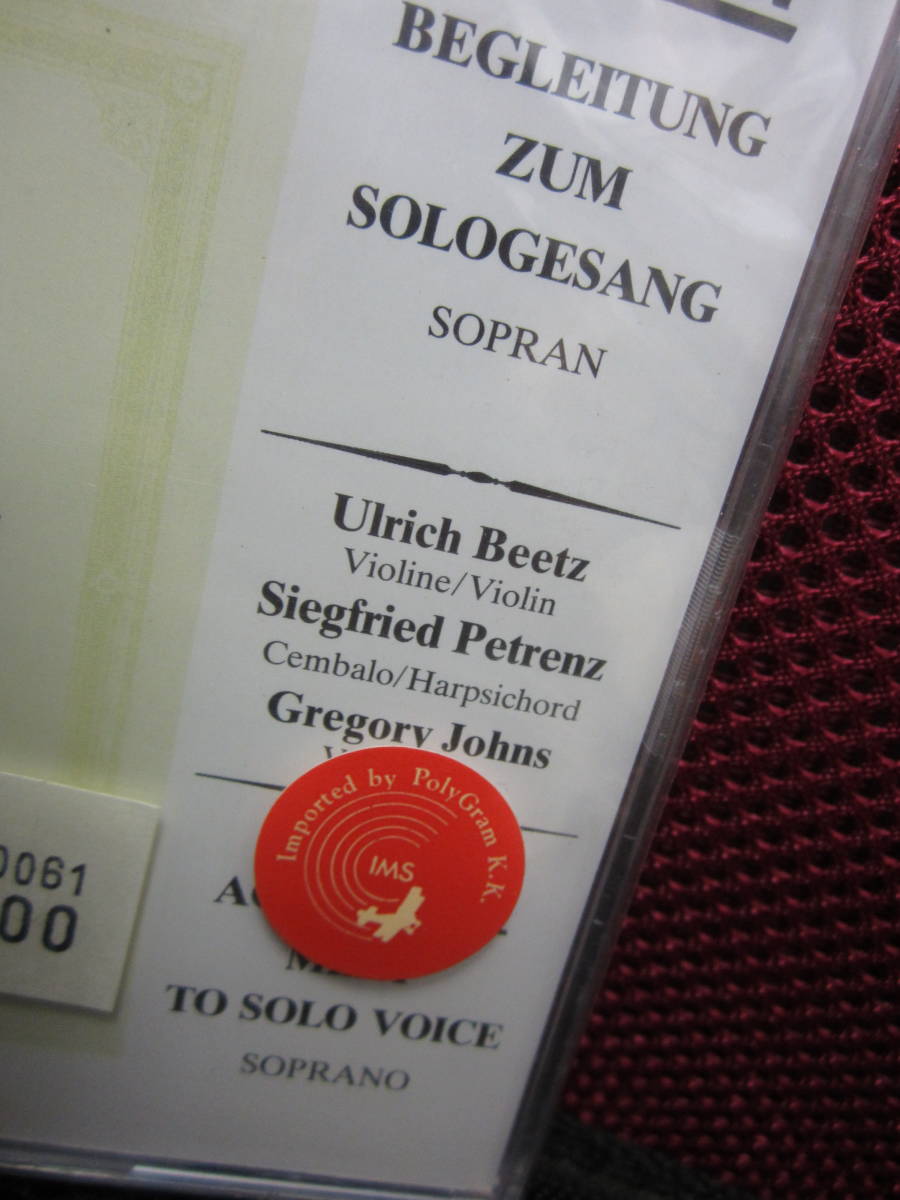 BEGLEITUNG
ZUM
SOLOGESANG
SOPRAN
Ulrich Beetz
Violine/Violin
Siegfried Petrenz
Cembalo/Harpsichord
Gregory Johns
Imported by PolyGram K.K.
IMS
0061
00
TO SOLO VOICE
SOPRANO